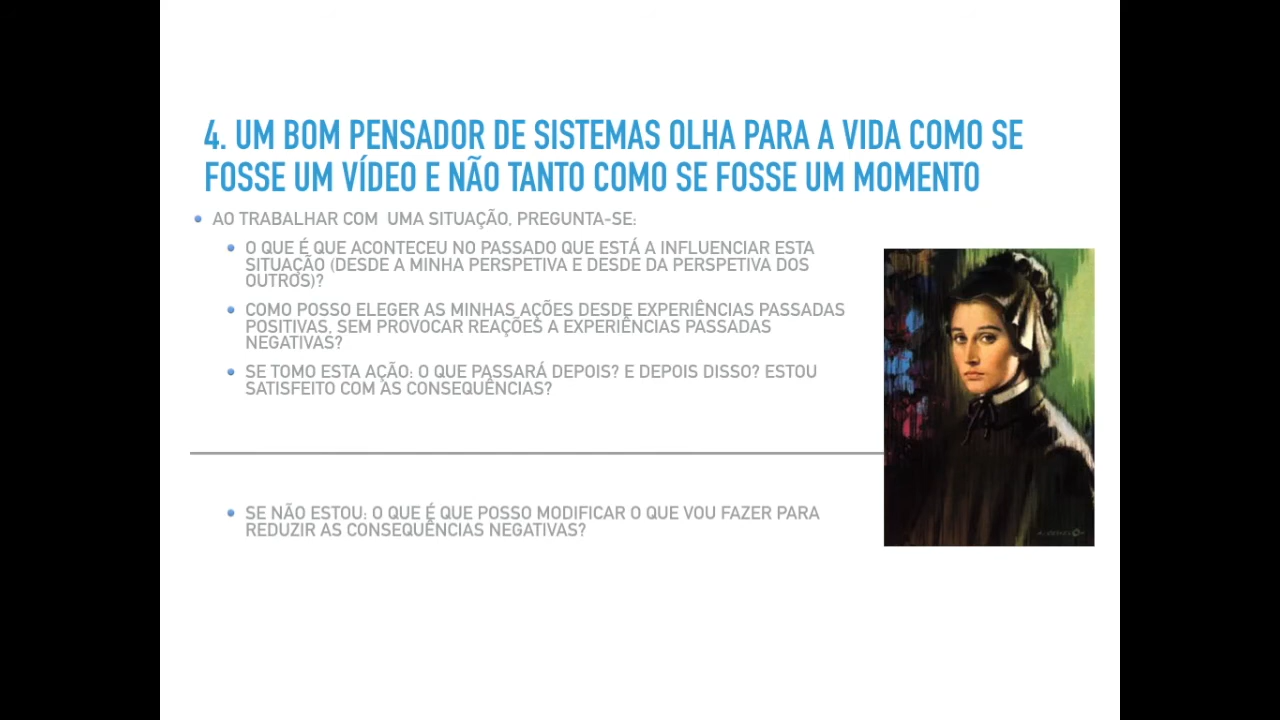 4. UM BOM PENSADOR DE SISTEMAS OLHA PARA A VIDA COMO SE
FOSSE UM VÍDEO E NÃO TANTO COMO SE FOSSE UM MOMENTO
AO TRABALHAR COM UMA SITUAÇÃO, PREGUNTA-SE:
O QUE É QUE ACONTECEU NO PASSADO QUE ESTÁ A INFLUENCIAR ESTA
SITUAÇÃO (DESDE A MINHA PERSPETIVA E DESDE DA PERSPETIVA DOS
OUTROS)?
COMO POSSO ELEGER AS MINHAS AÇÕES DESDE EXPERIÊNCIAS PASSADAS
POSITIVAS, SEM PROVOCAR REAÇÕES A EXPERIÊNCIAS PASSADAS
NEGATIVAS?
SE TOMO ESTA AÇÃO: O QUE PASSARÁ DEPOIS? E DEPOIS DISSO? ESTOU
SATISFEITO COM AS CONSEQUÊNCIAS?
SE NÃO ESTOU: O QUE É QUE POSSO MODIFICAR O QUE VOU FAZER PARA
REDUZIR AS CONSEQUÊNCIAS NEGATIVAS?